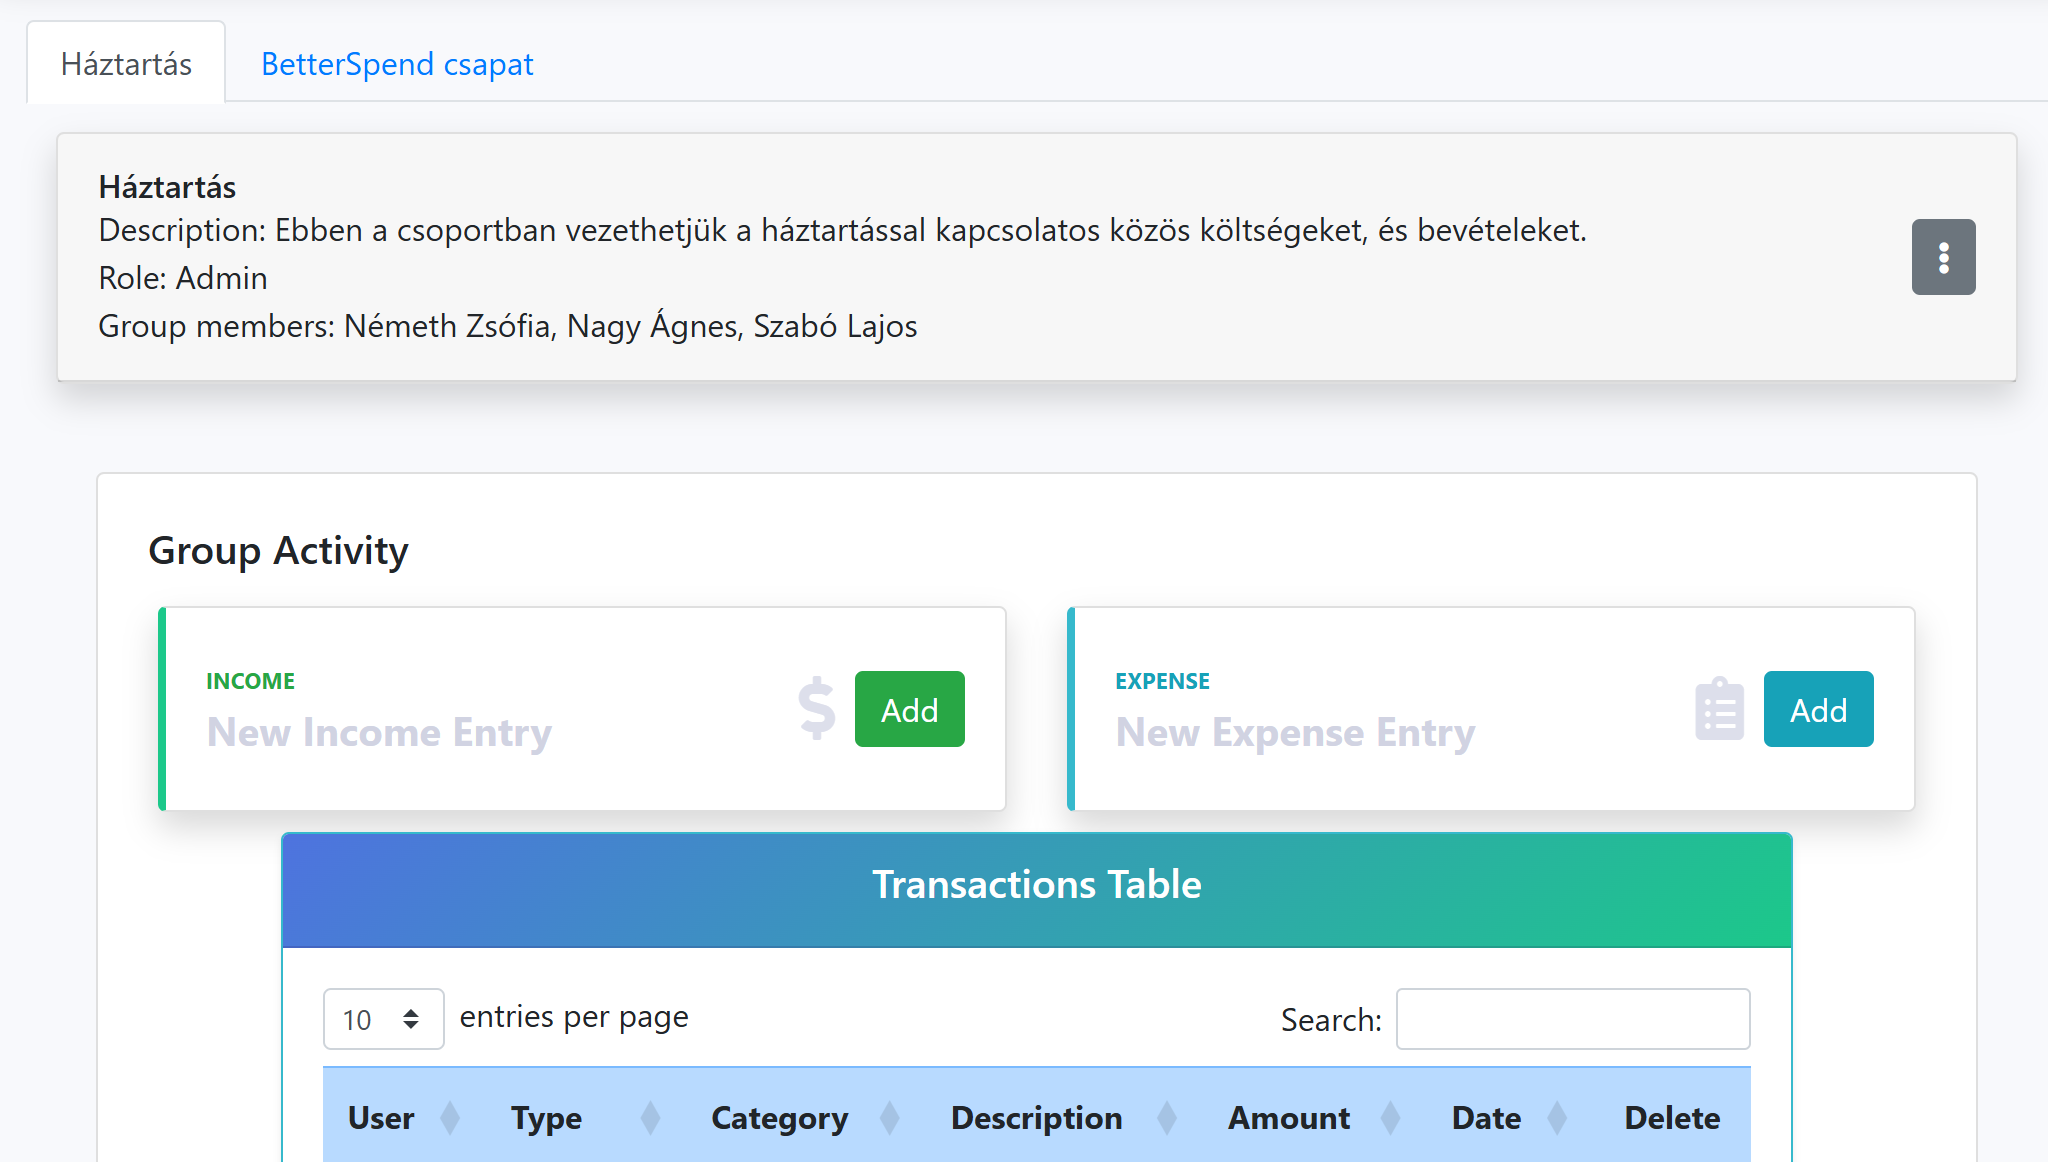 Háztartás BetterSpend csapat
Háztartás
Description: Ebben a csoportban vezethetjük a háztartással kapcsolatos közös költségeket, és bevételeket.
Role: Admin
Group members: Németh Zsófia, Nagy Ágnes, Szabó Lajos
Group Activity
INCOME
New Income Entry
Add
EXPENSE
New Expense Entry
Add
Transactions Table
10 entries per page
Search:
User Type Category Description Amount Date Delete